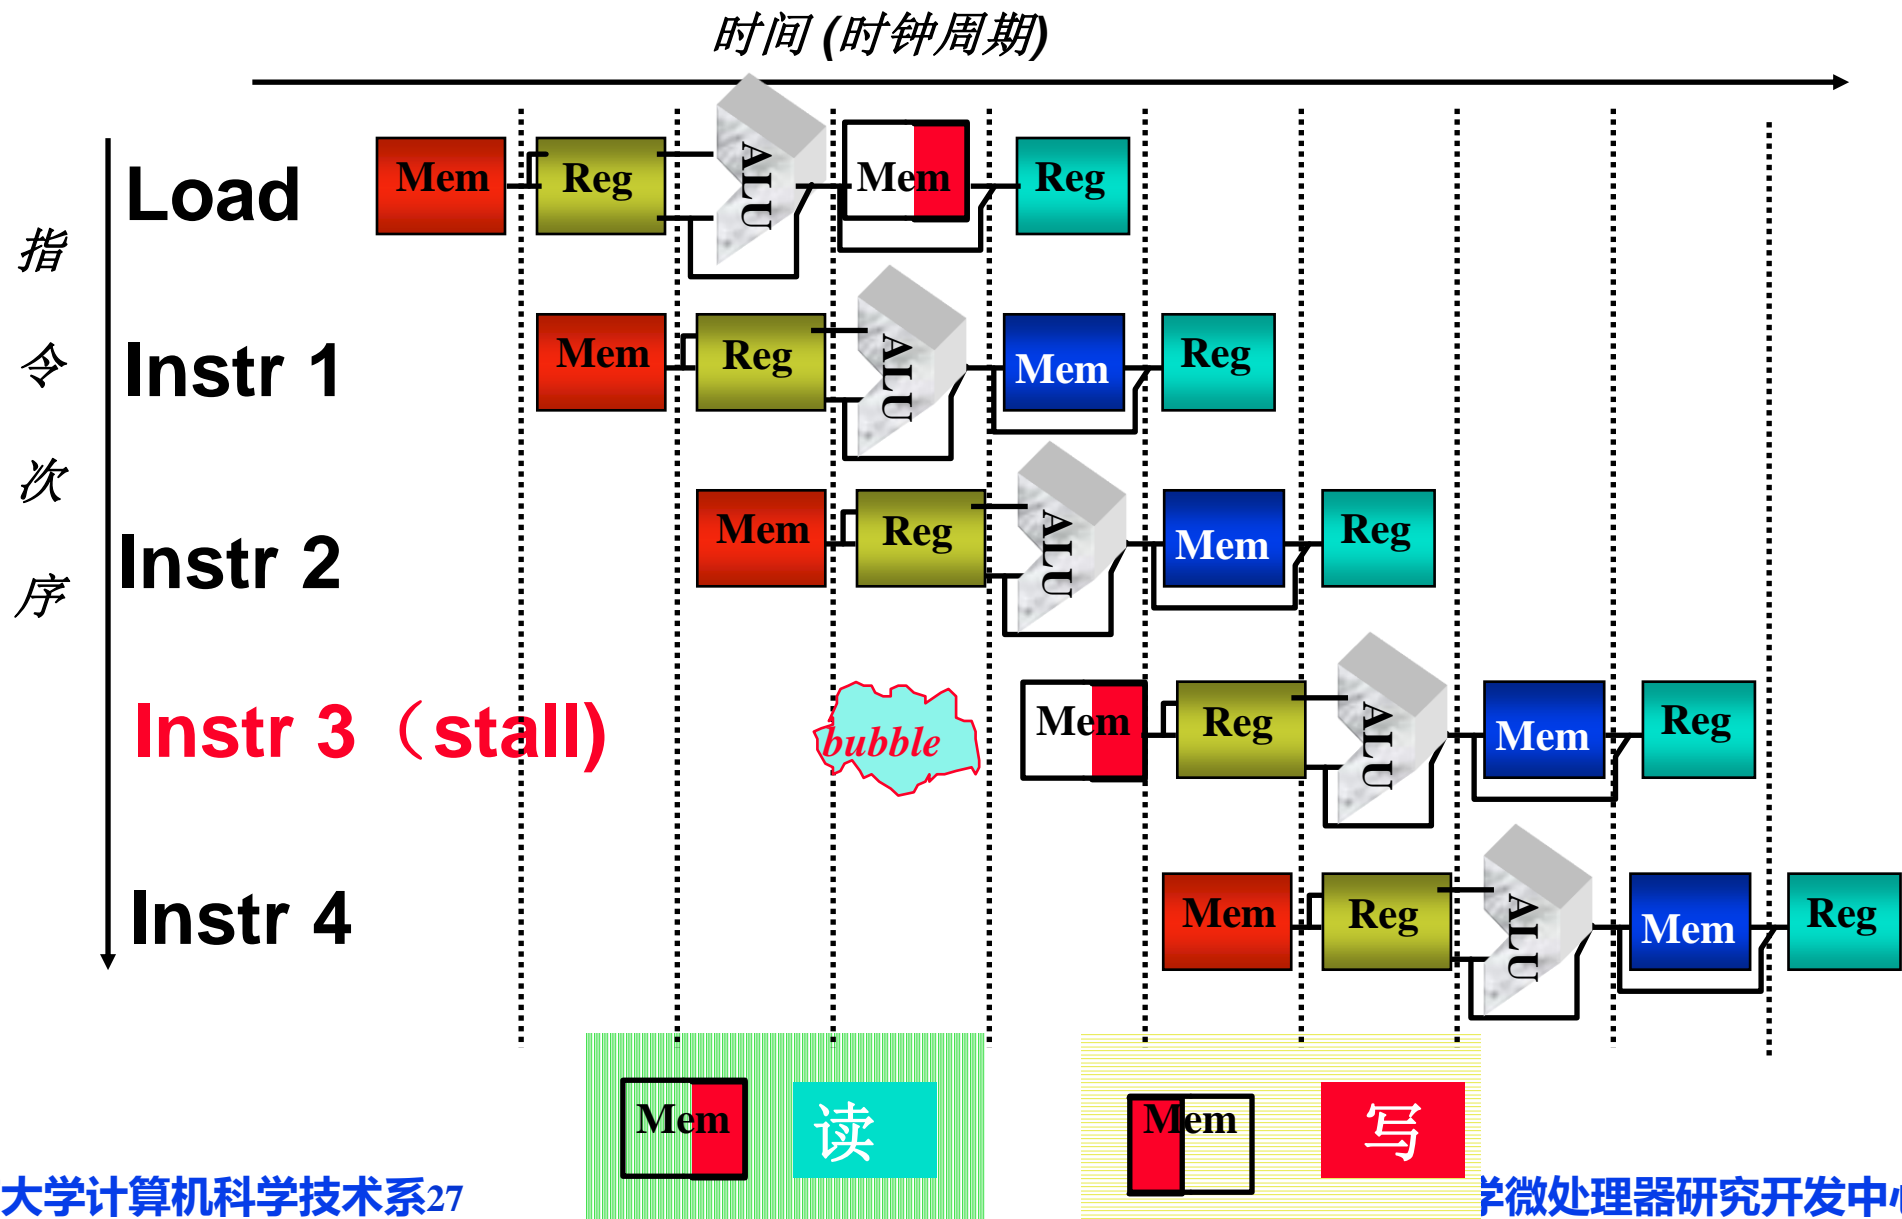 时间 (时钟周期)
指令次序
Load
Mem Reg ALU Mem Reg
Instr 1
Mem Reg ALU Mem Reg
Instr 2
Mem Reg ALU Mem Reg
Instr 3（stall)
bubble Mem Reg ALU Mem Reg
Instr 4
Mem Reg ALU Mem Reg
Mem 读
Mem 写
大学计算机科学技术系27
学微处理器研究开发中心